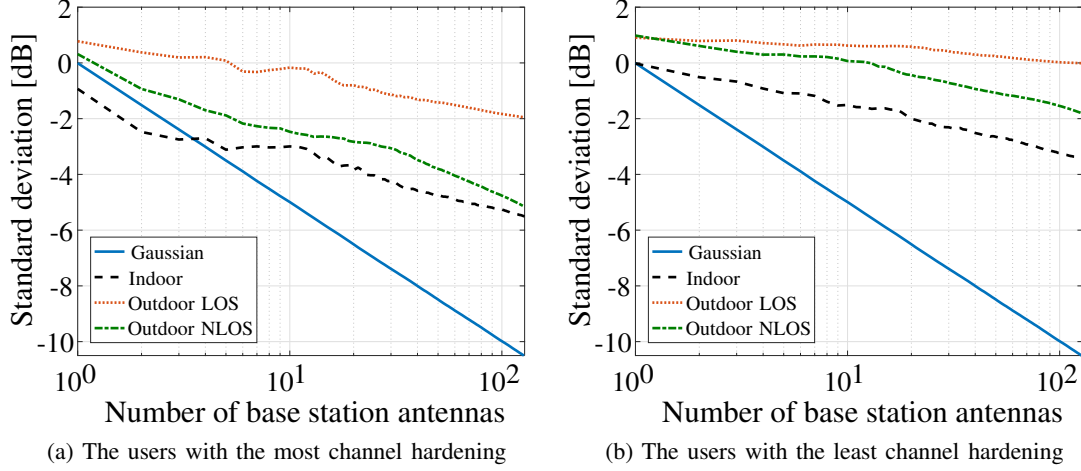 Standard deviation [dB]
2
0
-2
-4
-6
-8
-10
Gaussian
Indoor
Outdoor LOS
Outdoor NLOS
10^0 10^1 10^2
Number of base station antennas
(a) The users with the most channel hardening
Standard deviation [dB]
2
0
-2
-4
-6
-8
-10
Gaussian
Indoor
Outdoor LOS
Outdoor NLOS
10^0 10^1 10^2
Number of base station antennas
(b) The users with the least channel hardening